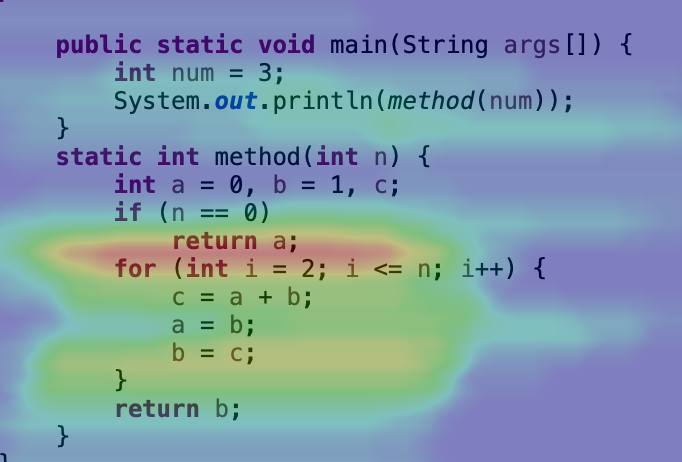 public static void main(String args[]) {
int num = 3;
System.out.println(method(num));
}
static int method(int n) {
int a = 0, b = 1, c;
if (n == 0)
return a;
for (int i = 2; i <= n; i++) {
c = a + b;
a = b;
b = c;
}
return b;
}
}